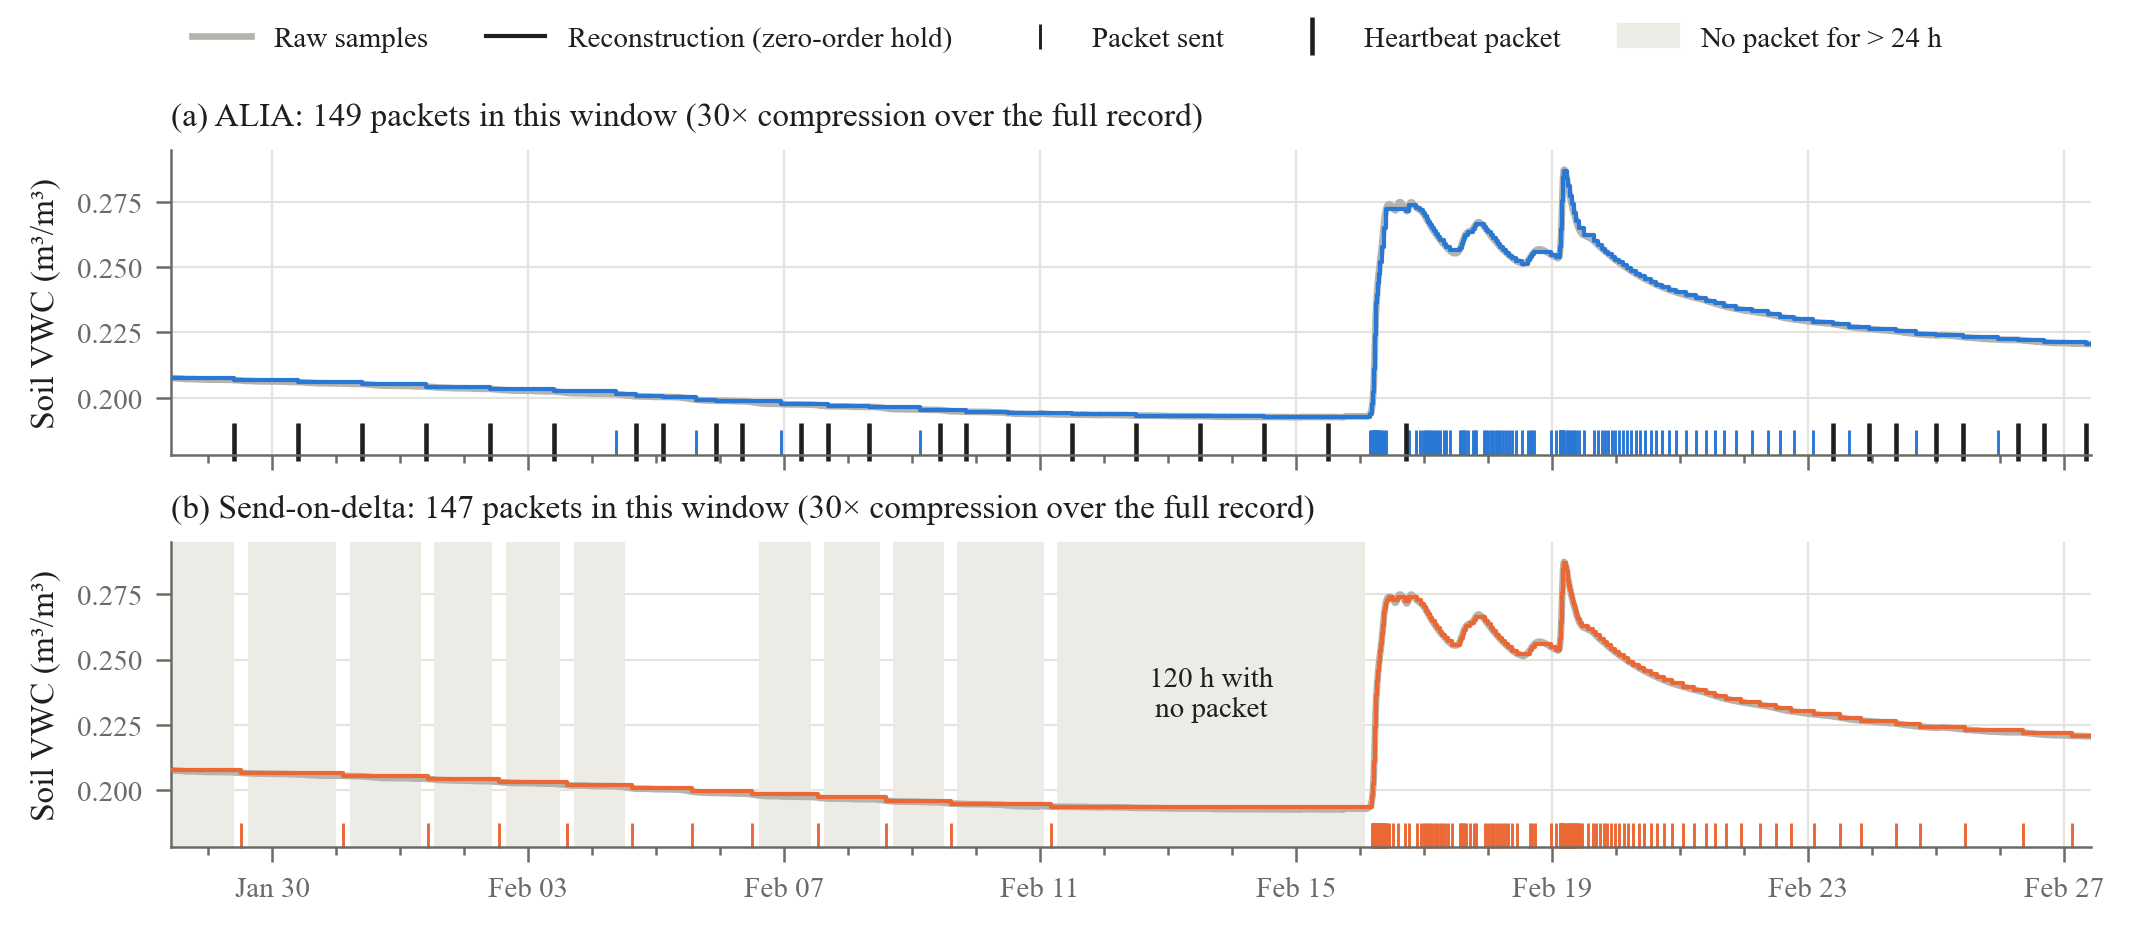 Raw samples
Reconstruction (zero-order hold)
Packet sent
Heartbeat packet
No packet for > 24 h
(a) ALIA: 149 packets in this window (30× compression over the full record)
Soil VWC (m³/m³)
0.275
0.250
0.225
0.200
(b) Send-on-delta: 147 packets in this window (30× compression over the full record)
Soil VWC (m³/m³)
0.275
0.250
0.225
0.200
120 h with
no packet
Jan 30
Feb 03
Feb 07
Feb 11
Feb 15
Feb 19
Feb 23
Feb 27